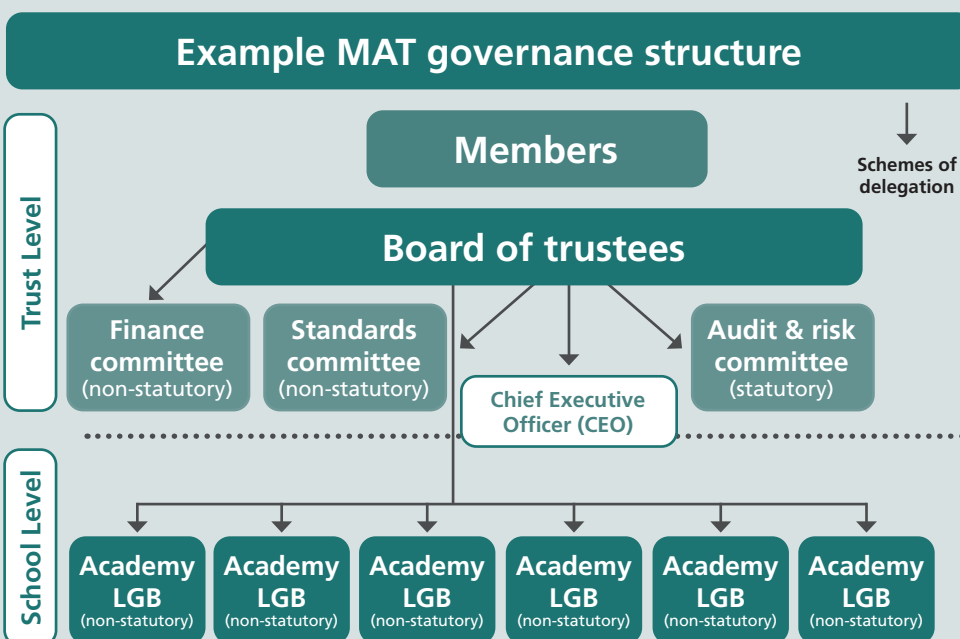 Example MAT governance structure
Members
Schemes of
delegation
Trust Level
Board of trustees
Finance
committee
(non-statutory)
Standards
committee
(non-statutory)
Chief Executive
Officer (CEO)
Audit & risk
committee
(statutory)
School Level
Academy
LGB
(non-statutory)
Academy
LGB
(non-statutory)
Academy
LGB
(non-statutory)
Academy
LGB
(non-statutory)
Academy
LGB
(non-statutory)
Academy
LGB
(non-statutory)